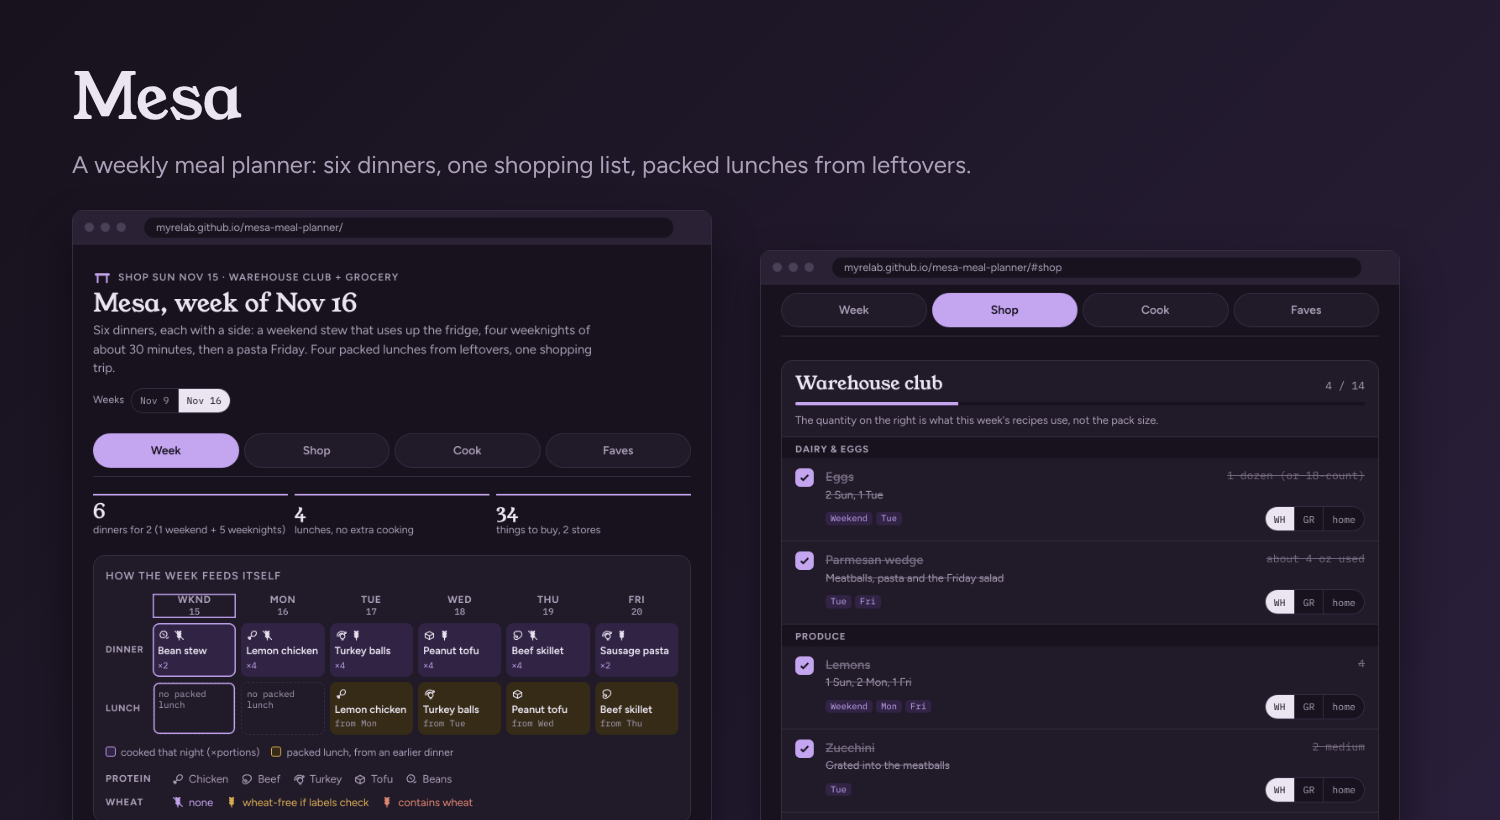 Mesa
A weekly meal planner: six dinners, one shopping list, packed lunches from leftovers.
myrelab.github.io/mesa-meal-planner/
SHOP SUN NOV 15 · WAREHOUSE CLUB + GROCERY
Mesa, week of Nov 16
Six dinners, each with a side: a weekend stew that uses up the fridge, four weeknights of
about 30 minutes, then a pasta Friday. Four packed lunches from leftovers, one shopping
trip.
Weeks Nov 9 Nov 16
Week Shop Cook Faves
6 4 34
dinners for 2 (1 weekend + 5 weeknights) lunches, no extra cooking things to buy, 2 stores
HOW THE WEEK FEEDS ITSELF
WKND MON TUE WED THU FRI
15 16 17 18 19 20
DINNER Bean stew Lemon chicken Turkey balls Peanut tofu Beef skillet Sausage pasta
×2 ×4 ×4 ×4 ×4 ×2
LUNCH no packed lunch no packed lunch Lemon chicken Turkey balls Peanut tofu Beef skillet
from Mon from Tue from Wed from Thu
cooked that night (×portions) packed lunch, from an earlier dinner
PROTEIN Chicken Beef Turkey Tofu Beans
WHEAT none wheat-free if labels check contains wheat
myrelab.github.io/mesa-meal-planner/#shop
Week Shop Cook Faves
Warehouse club 4 / 14
The quantity on the right is what this week's recipes use, not the pack size.
DAIRY & EGGS
Eggs 1 dozen (or 18-count)
2 Sun, 1 Tue
Weekend Tue WH GR home
Parmesan wedge about 4 oz used
Meatballs, pasta and the Friday salad
Tue Fri WH GR home
PRODUCE
Lemons 4
1 Sun, 2 Mon, 1 Fri
Weekend Mon Fri WH GR home
Zucchini 2 medium
Grated into the meatballs
Tue WH GR home